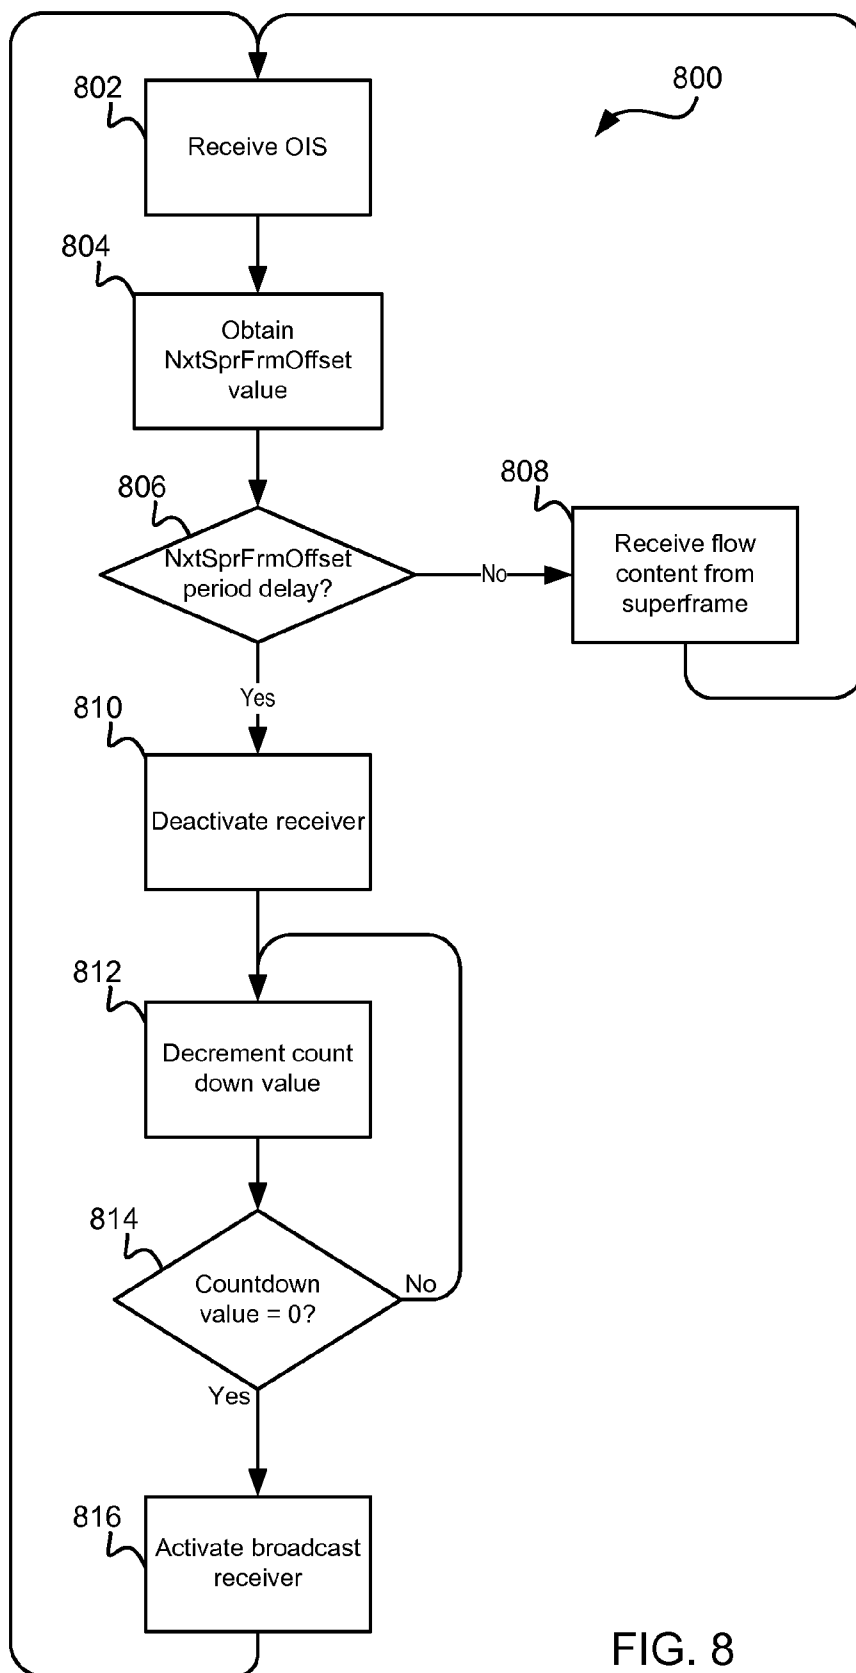 802
800
Receive OIS
804
Obtain
NxtSprFrmOffset
value
806
808
NxtSprFrmOffset
period delay?
No
Receive flow
content from
superframe
Yes
810
Deactivate receiver
812
Decrement count
down value
814
Countdown
value = 0?
No
Yes
816
Activate broadcast
receiver
FIG. 8